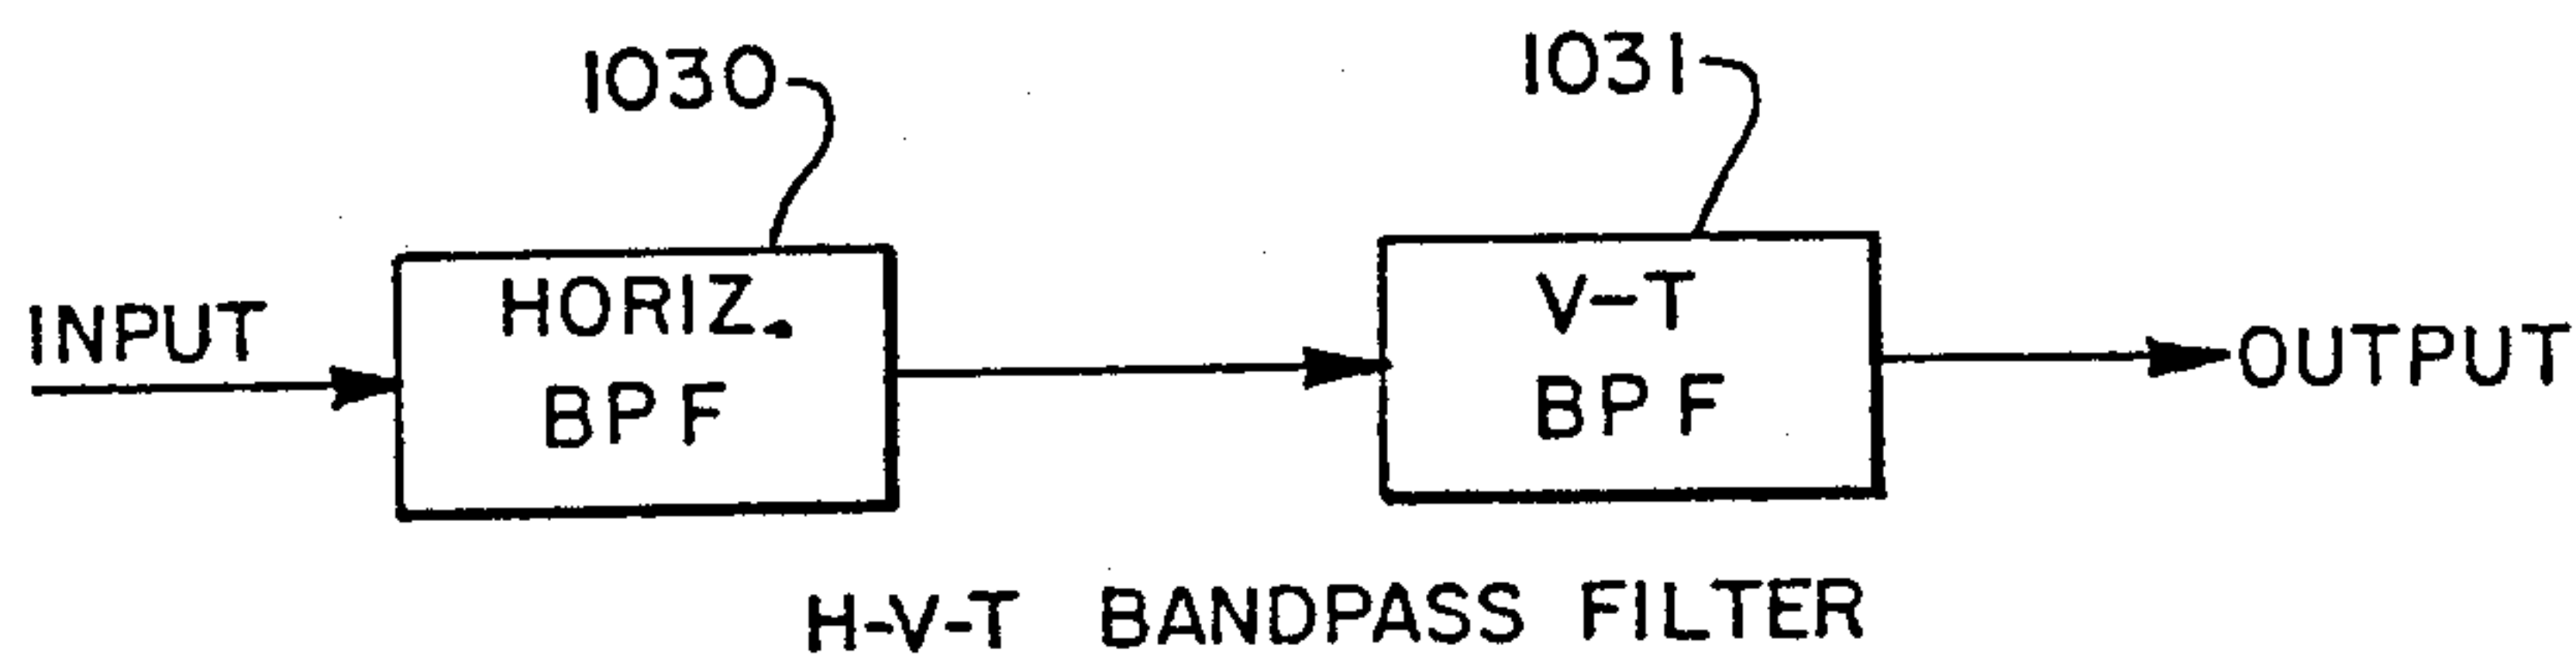 1030
1031
INPUT
HORIZ.
BPF
V-T
BPF
OUTPUT
H-V-T BANDPASS FILTER